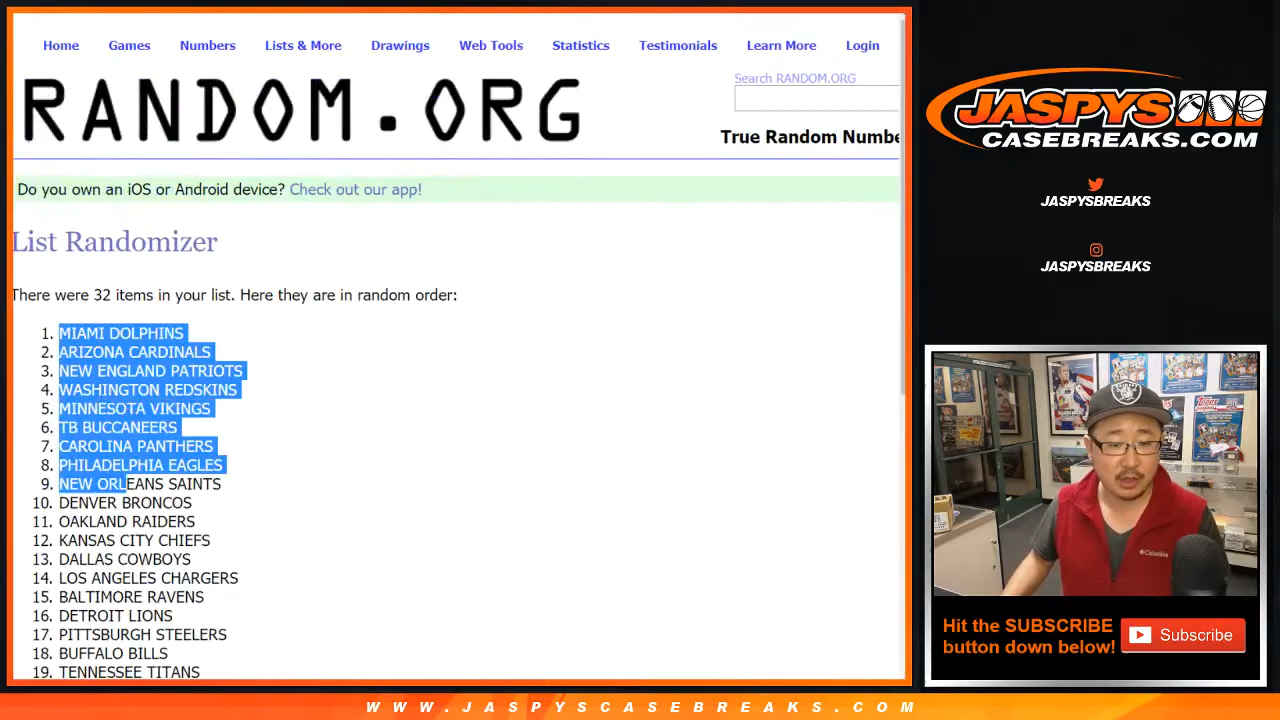 Home Games Numbers Lists & More Drawings Web Tools Statistics Testimonials Learn More Login
RANDOM.ORG
Search RANDOM.ORG
True Random Numbe
Do you own an iOS or Android device? Check out our app!
List Randomizer
There were 32 items in your list. Here they are in random order:
1. MIAMI DOLPHINS
2. ARIZONA CARDINALS
3. NEW ENGLAND PATRIOTS
4. WASHINGTON REDSKINS
5. MINNESOTA VIKINGS
6. TB BUCCANEERS
7. CAROLINA PANTHERS
8. PHILADELPHIA EAGLES
9. NEW ORLEANS SAINTS
10. DENVER BRONCOS
11. OAKLAND RAIDERS
12. KANSAS CITY CHIEFS
13. DALLAS COWBOYS
14. LOS ANGELES CHARGERS
15. BALTIMORE RAVENS
16. DETROIT LIONS
17. PITTSBURGH STEELERS
18. BUFFALO BILLS
19. TENNESSEE TITANS
JASPYS
CASEBREAKS.COM
JASPYSBREAKS
JASPYSBREAKS
Columbia
Hit the SUBSCRIBE
button down below!
Subscribe
WWW.JASPYSCASEBREAKS.COM